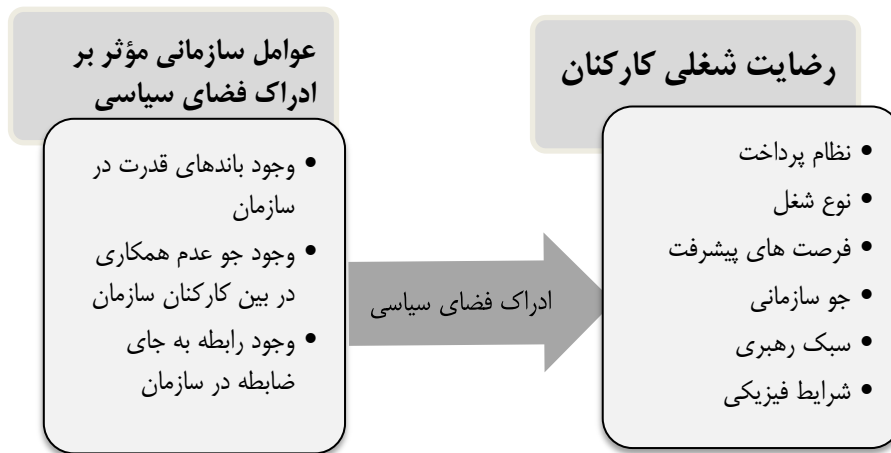 رضایت شغلی کارکنان
• نظام پرداخت
• نوع شغل
• فرصت های پیشرفت
• جو سازمانی
• سبک رهبری
• شرایط فیزیکی
ادراک فضای سیاسی
عوامل سازمانی مؤثر بر
ادراک فضای سیاسی
• وجود باندهای قدرت در
سازمان
• وجود جو عدم همکاری
در بین کارکنان سازمان
• وجود رابطه به جای
ضابطه در سازمان